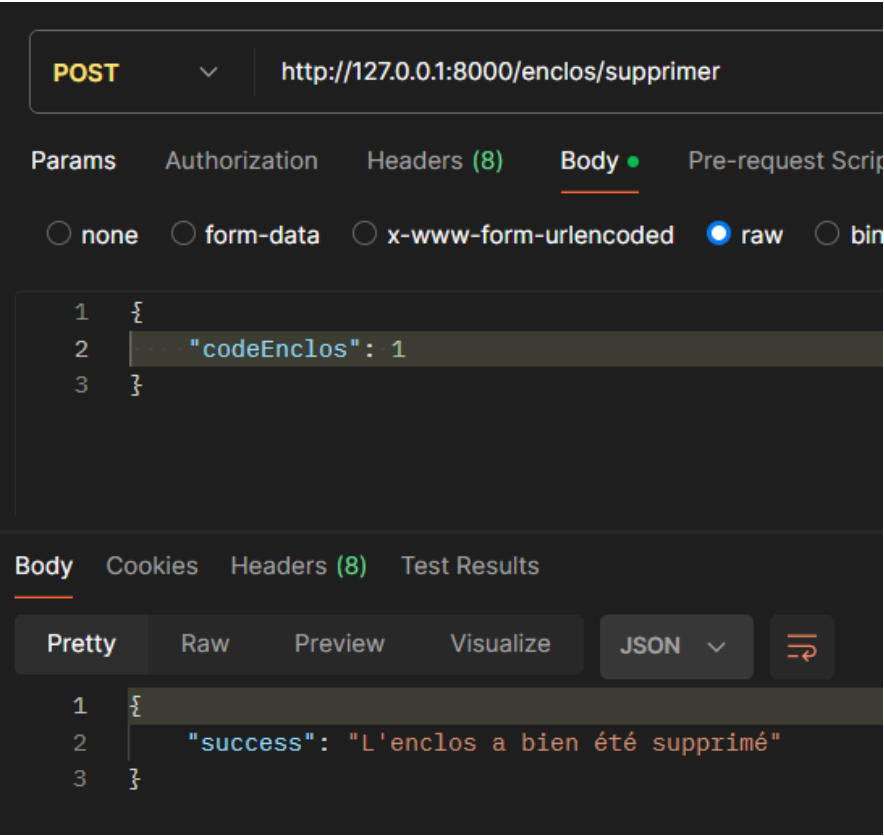 POST http://127.0.0.1:8000/enclos/supprimer
Params Authorization Headers (8) Body Pre-request Scrip
none form-data x-www-form-urlencoded raw bin
1 {
2 "codeEnclos": 1
3 }
Body Cookies Headers (8) Test Results
Pretty Raw Preview Visualize JSON
1 {
2 "success": "L'enclos a bien été supprimé"
3 }